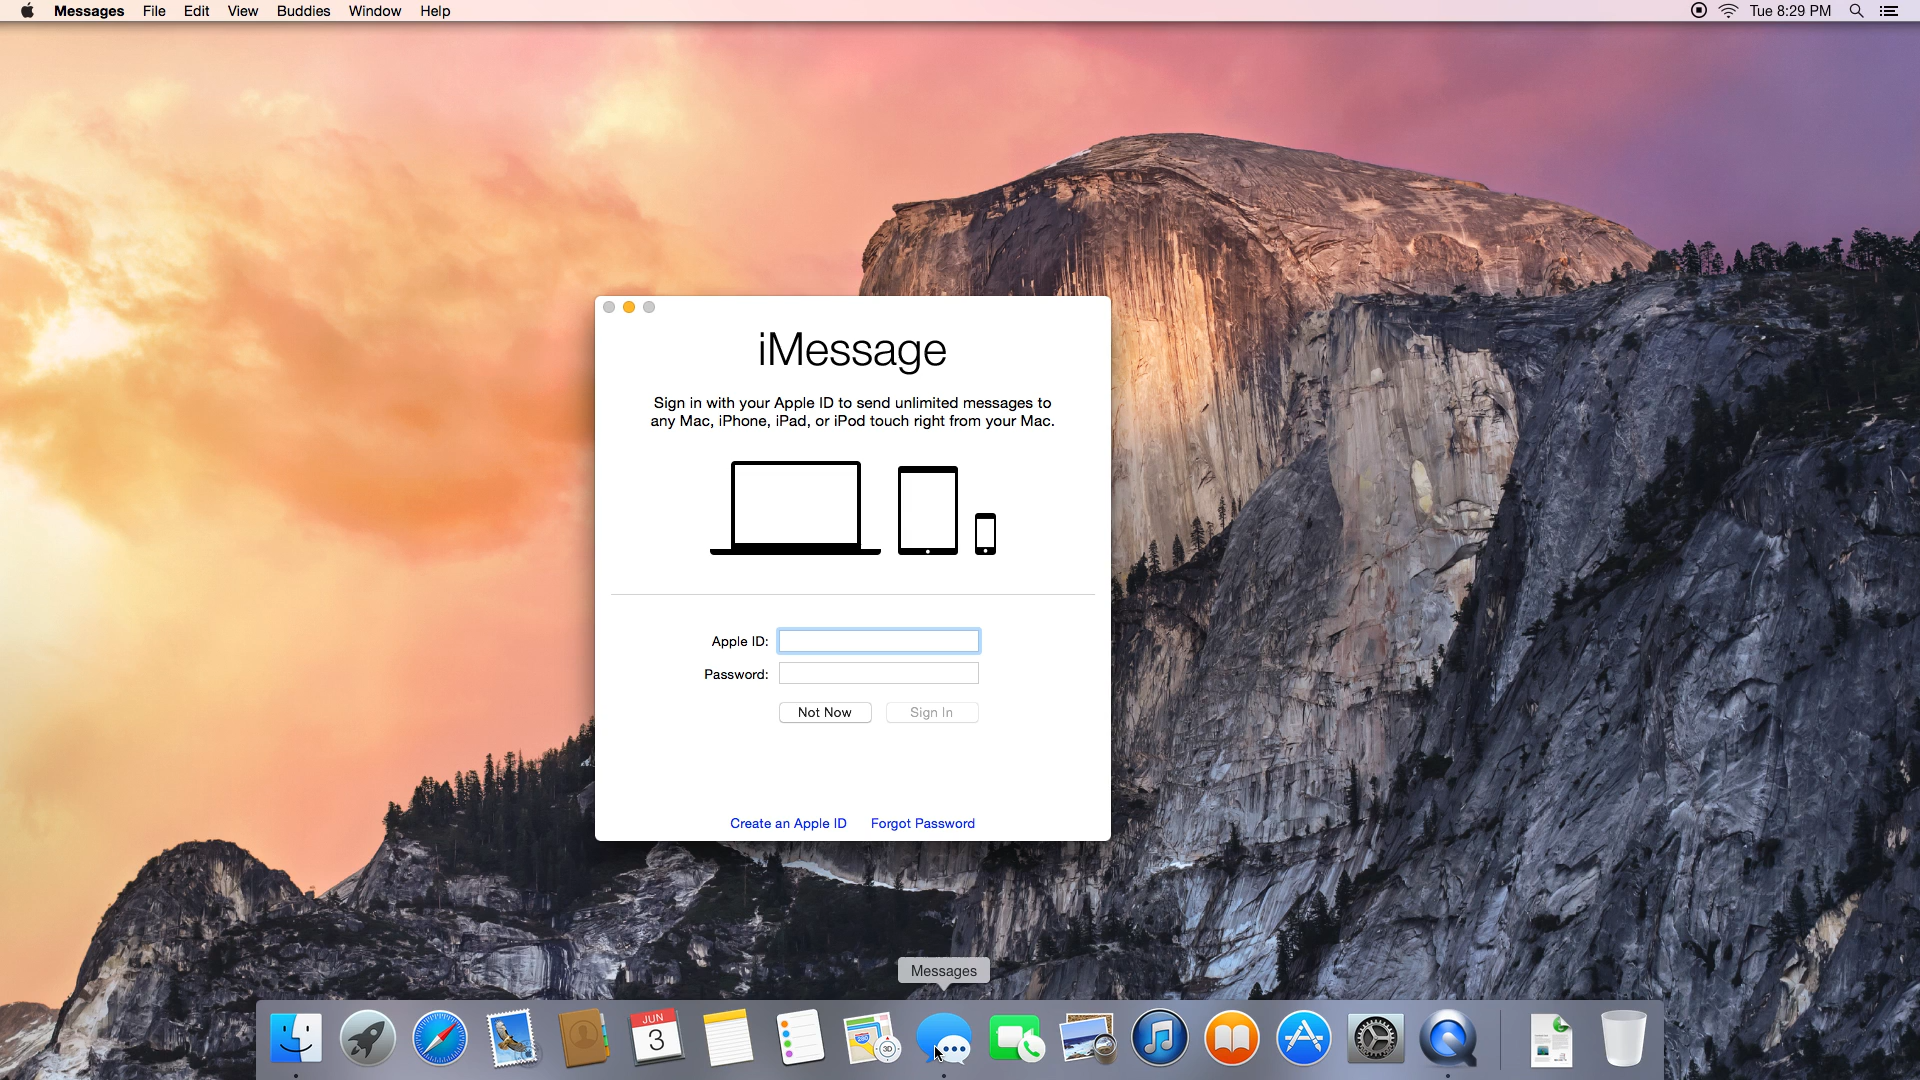 Messages File Edit View Buddies Window Help Tue 8:29 PM
iMessage
Sign in with your Apple ID to send unlimited messages to
any Mac, iPhone, iPad, or iPod touch right from your Mac.
Apple ID:
Password:
Not Now Sign In
Create an Apple ID Forgot Password
Messages
JUN
3
280
3D